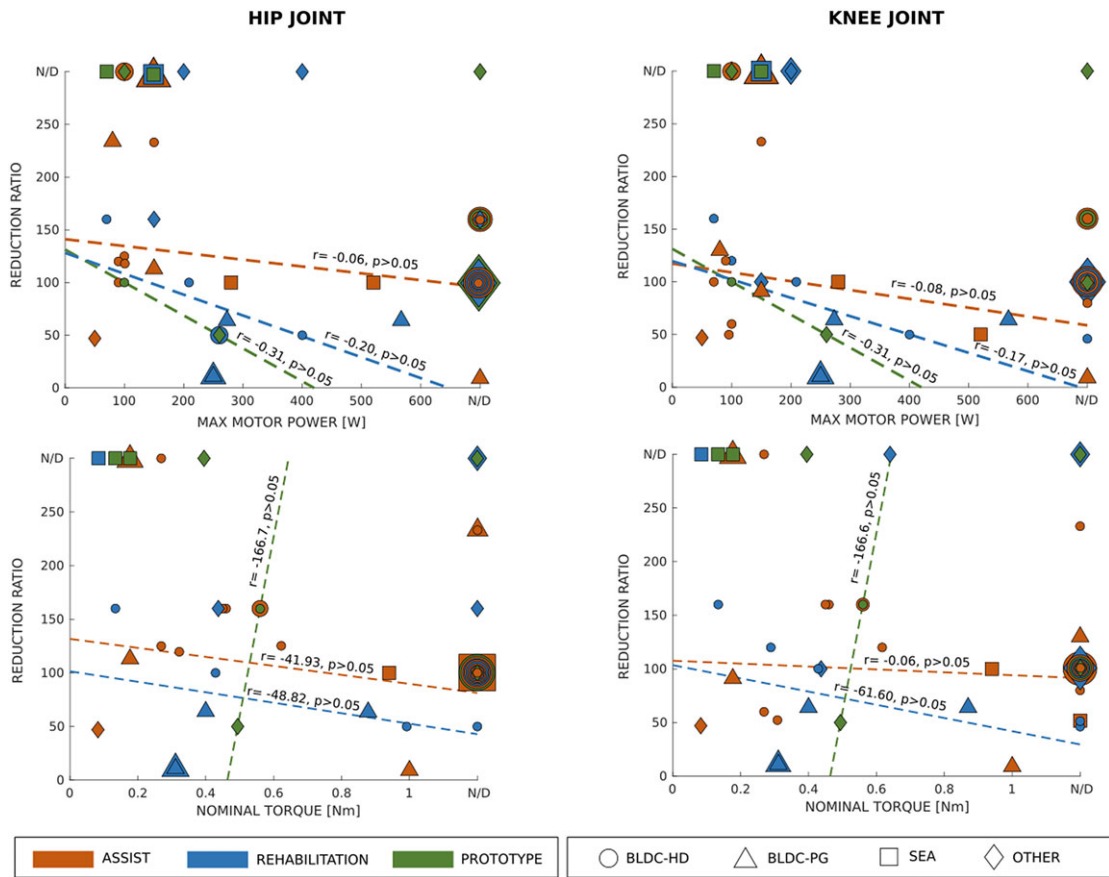 HIP JOINT
KNEE JOINT
N/D
250
200
150
100
50
0
REDUCTION RATIO
r= -0.06, p>0.05
r= -0.20, p>0.05
r= -0.31, p>0.05
0 100 200 300 400 500 600 N/D
MAX MOTOR POWER [W]
N/D
250
200
150
100
50
0
REDUCTION RATIO
r= -0.08, p>0.05
r= -0.17, p>0.05
r= -0.31, p>0.05
0 100 200 300 400 500 600 N/D
MAX MOTOR POWER [W]
N/D
250
200
150
100
50
0
REDUCTION RATIO
r= -166.7, p>0.05
r= -41.93, p>0.05
r= -48.82, p>0.05
0 0.2 0.4 0.6 0.8 1 N/D
NOMINAL TORQUE [Nm]
N/D
250
200
150
100
50
0
REDUCTION RATIO
r= -166.6, p>0.05
r= -0.06, p>0.05
r= -61.60, p>0.05
0 0.2 0.4 0.6 0.8 1 N/D
NOMINAL TORQUE [Nm]
ASSIST REHABILITATION PROTOTYPE
BLDC-HD BLDC-PG SEA OTHER